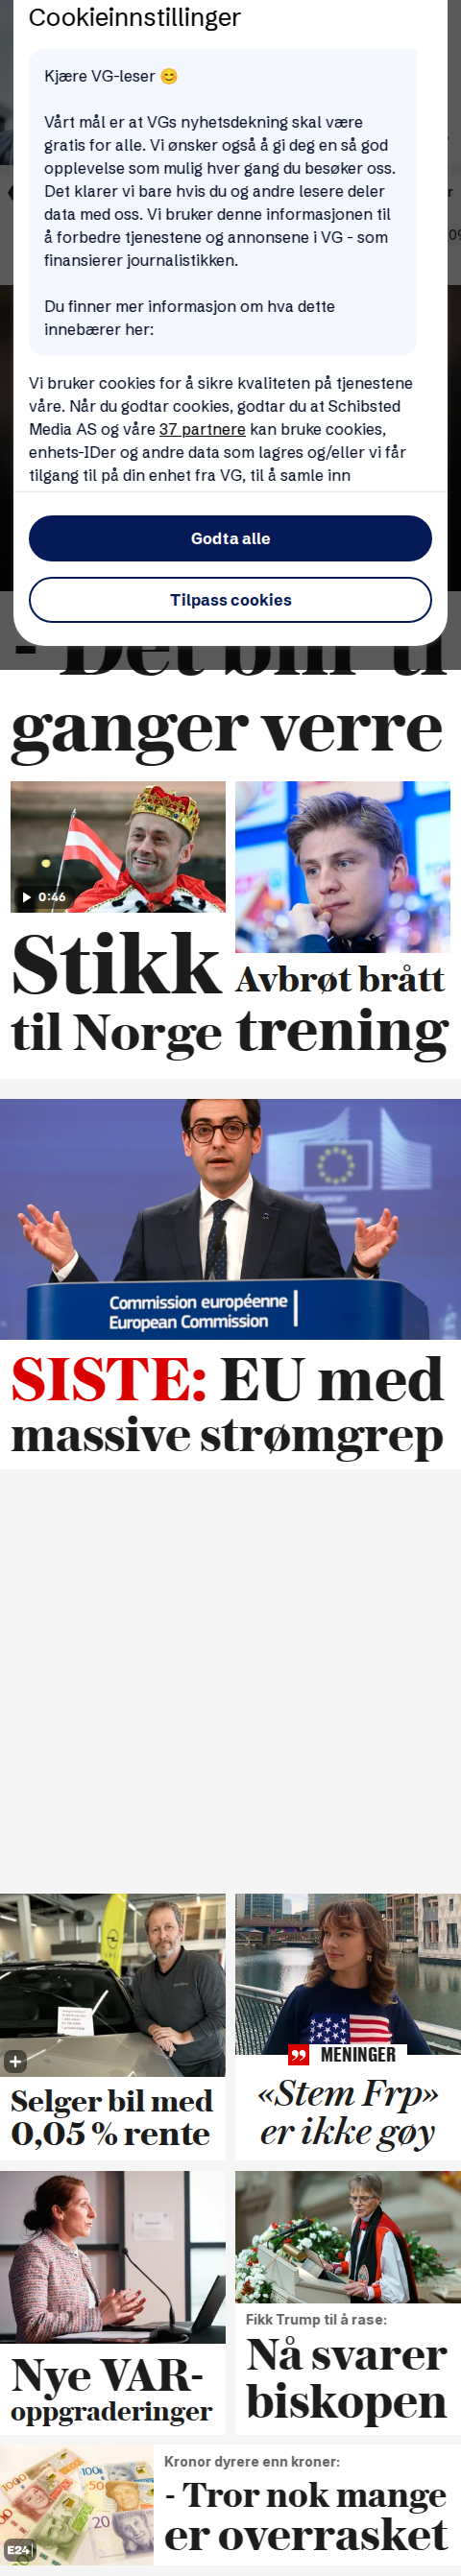 Cookieinnstillinger
Kjære VG-leser 😊
Vårt mål er at VGs nyhetsdekning skal være
gratis for alle. Vi ønsker også å gi deg en så god
opplevelse som mulig hver gang du besøker oss.
Det klarer vi bare hvis du og andre lesere deler
data med oss. Vi bruker denne informasjonen til
å forbedre tjenestene og annonsene i VG - som
finansierer journalistikken.
Du finner mer informasjon om hva dette
innebærer her:
Vi bruker cookies for å sikre kvaliteten på tjenestene
våre. Når du godtar cookies, godtar du at Schibsted
Media AS og våre 37 partnere kan bruke cookies,
enhets-IDer og andre data som lagres og/eller vi får
tilgang til på din enhet fra VG, til å samle inn
Godta alle
Tilpass cookies
- Det blir ti
ganger verre
0:46
Stikk
til Norge
Avbrøt brått
trening
Commission européenne
European Commission
SISTE: EU med
massive strømgrep
Selger bil med
0,05 % rente
MENINGER
«Stem Frp»
er ikke gøy
Nye VAR-
oppgraderinger
Fikk Trump til å rase:
Nå svarer
biskopen
Kronor dyrere enn kroner:
- Tror nok mange
er overrasket
E24